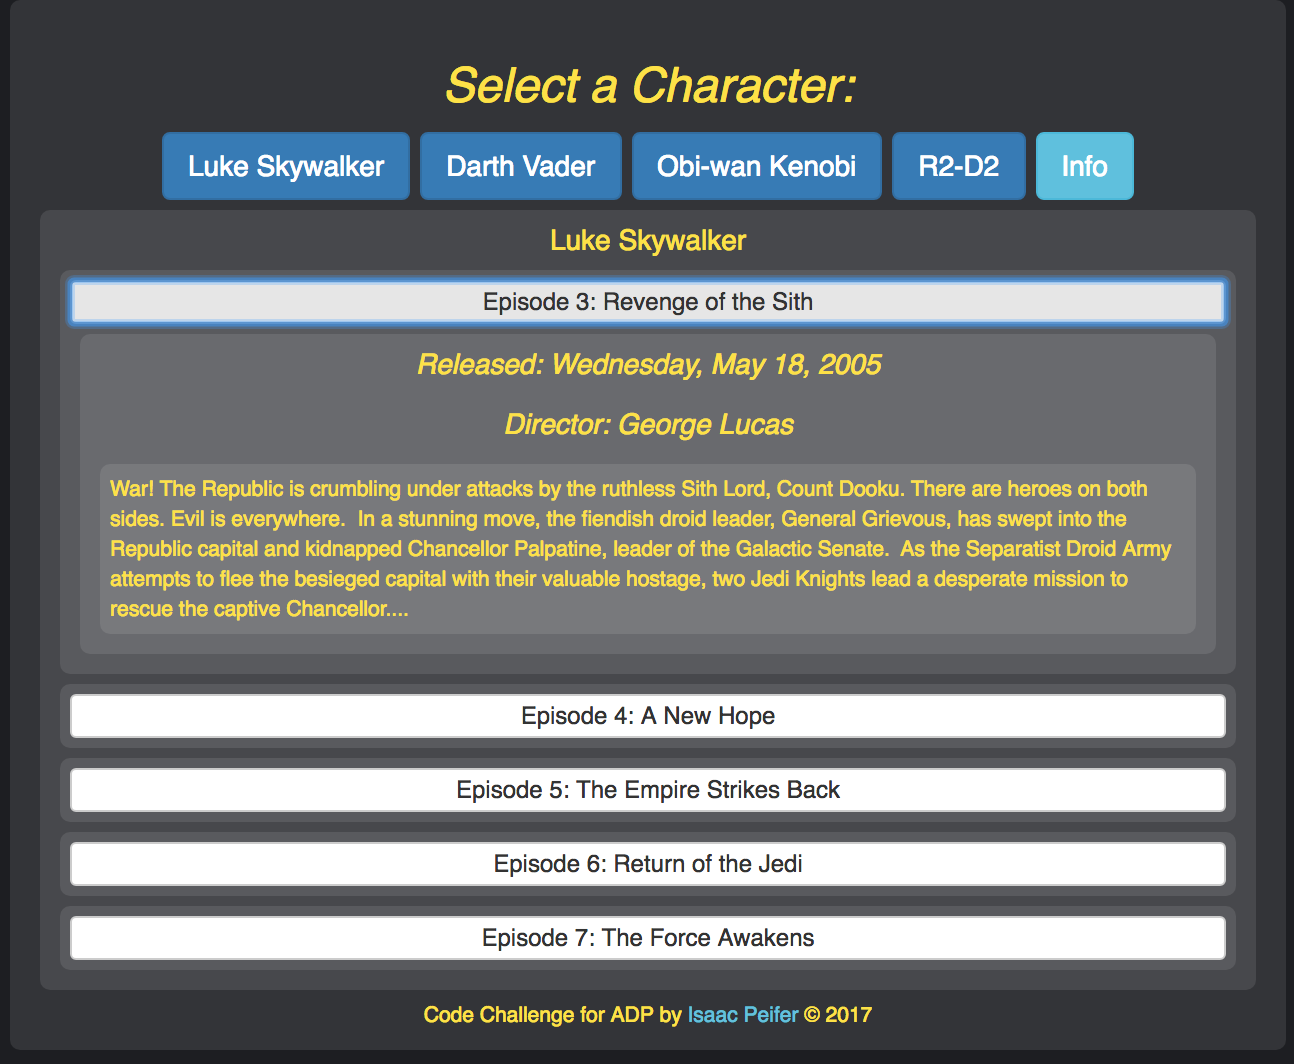 Select a Character:
Luke Skywalker Darth Vader Obi-wan Kenobi R2-D2 Info
Luke Skywalker
Episode 3: Revenge of the Sith
Released: Wednesday, May 18, 2005
Director: George Lucas
War! The Republic is crumbling under attacks by the ruthless Sith Lord, Count Dooku. There are heroes on both
sides. Evil is everywhere.  In a stunning move, the fiendish droid leader, General Grievous, has swept into the
Republic capital and kidnapped Chancellor Palpatine, leader of the Galactic Senate.  As the Separatist Droid Army
attempts to flee the besieged capital with their valuable hostage, two Jedi Knights lead a desperate mission to
rescue the captive Chancellor....
Episode 4: A New Hope
Episode 5: The Empire Strikes Back
Episode 6: Return of the Jedi
Episode 7: The Force Awakens
Code Challenge for ADP by Isaac Peifer © 2017